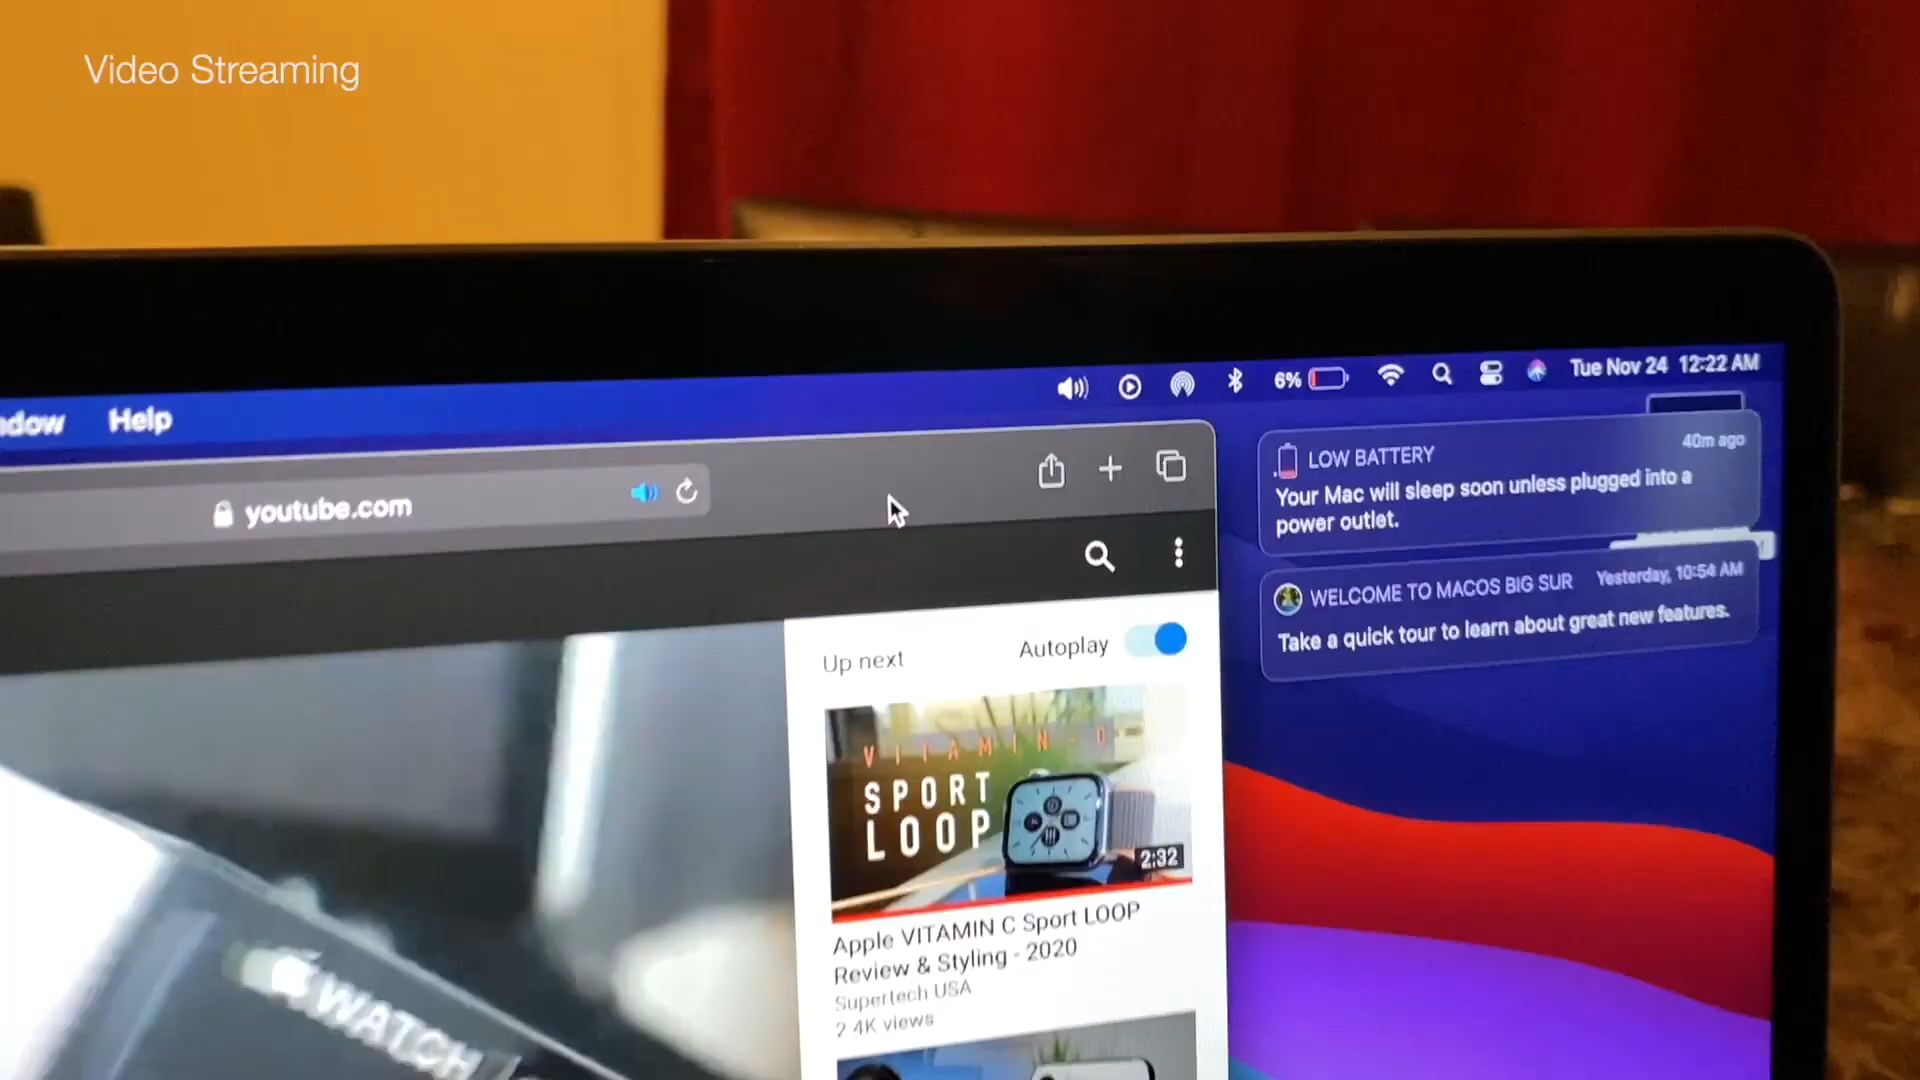 Video Streaming
6%
Tue Nov 24 12:22 AM
Help
LOW BATTERY
40m ago
Your Mac will sleep soon unless plugged into a
power outlet.
youtube.com
WELCOME TO MACOS BIG SUR
Yesterday, 10:54 AM
Take a quick tour to learn about great new features.
Up next
Autoplay
VITAMIN - C
SPORT
LOOP
2:32
Apple VITAMIN C Sport LOOP
Review & Styling - 2020
Supertech USA
2.4K views
WATCH